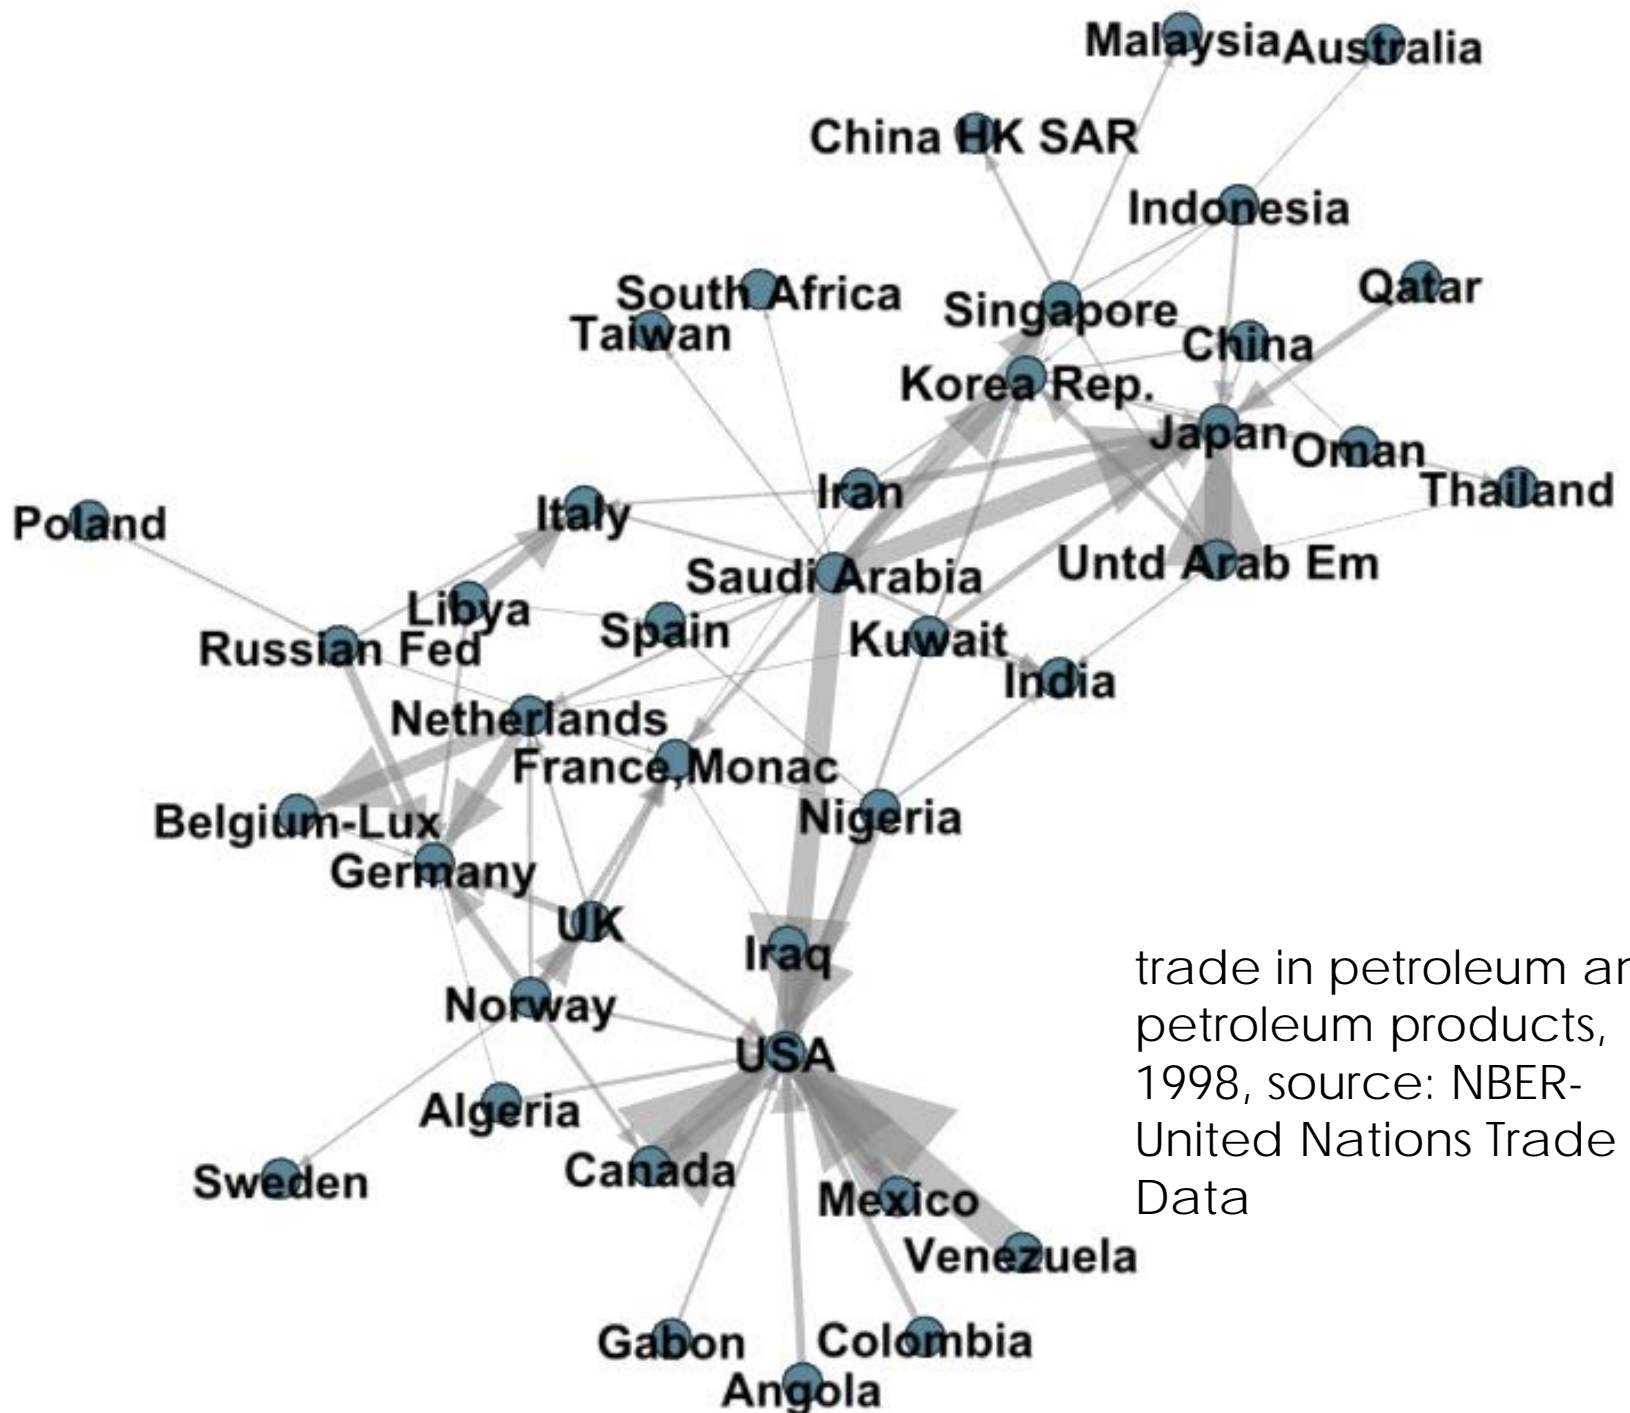 Malaysia Australia
China HK SAR
Indonesia
South Africa
Singapore
Qatar
Taiwan
China
Korea Rep.
Japan
Oman
Iran
Thailand
Italy
Poland
Untd Arab Em
Saudi Arabia
Libya
Spain
Kuwait
Russian Fed
India
Netherlands
France,Monac
Belgium-Lux
Nigeria
Germany
UK
Iraq
Norway
USA
Algeria
Canada
Sweden
Mexico
Venezuela
Gabon
Colombia
Angola
trade in petroleum
petroleum products,
1998, source: NBER-
United Nations Trade
Data